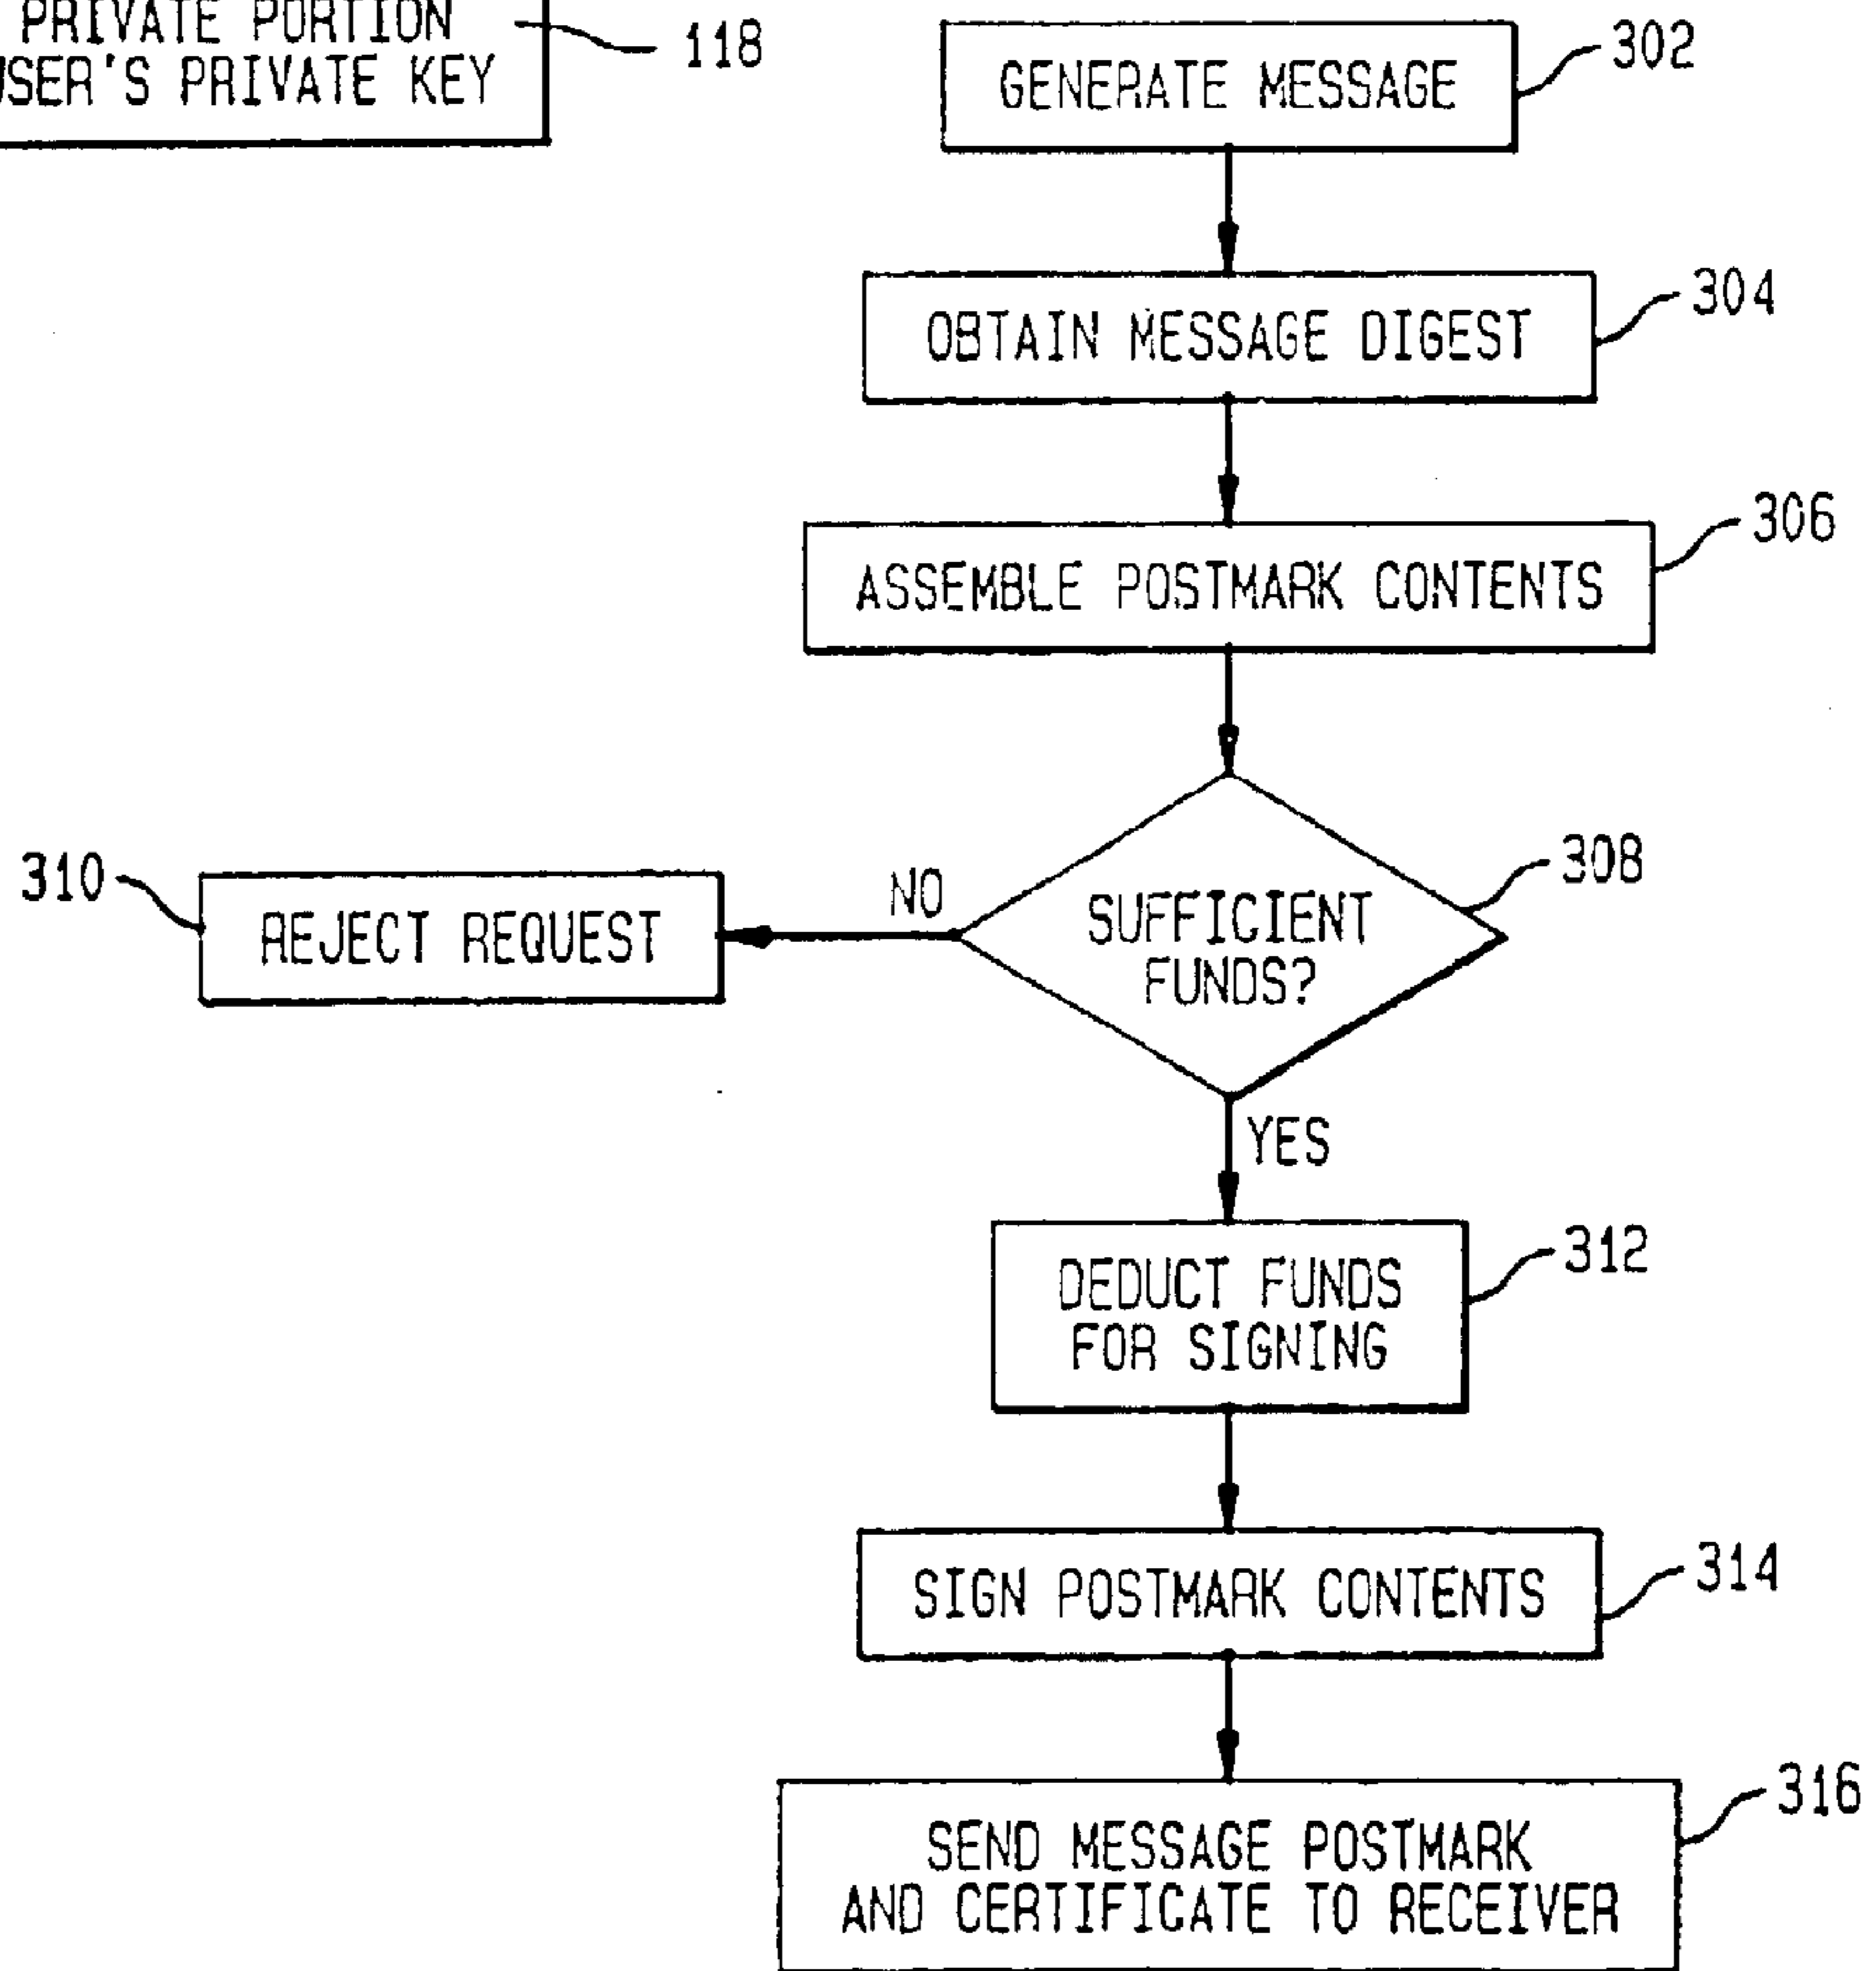 PRIVATE PORTION
USER'S PRIVATE KEY
118
GENERATE MESSAGE
302
OBTAIN MESSAGE DIGEST
304
ASSEMBLE POSTMARK CONTENTS
306
SUFFICIENT
FUNDS?
308
NO
310
REJECT REQUEST
YES
DEDUCT FUNDS
FOR SIGNING
312
SIGN POSTMARK CONTENTS
314
SEND MESSAGE POSTMARK
AND CERTIFICATE TO RECEIVER
316